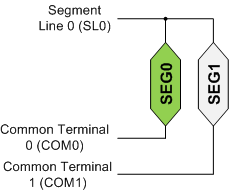 Segment
Line 0 (SL0)
SEG0
SEG1
Common Terminal
0 (COM0)
Common Terminal
1 (COM1)